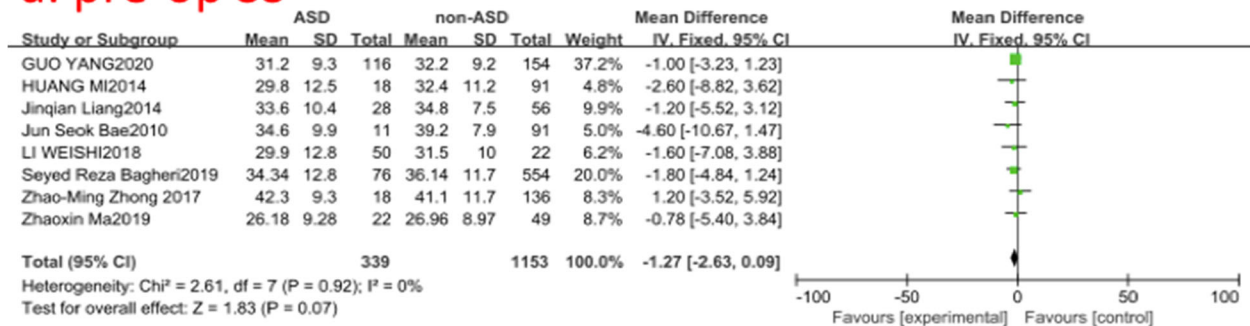 ASD non-ASD Mean Difference Mean Difference
Study or Subgroup Mean SD Total Mean SD Total Weight IV, Fixed, 95% CI IV, Fixed, 95% CI
GUO YANG2020 31.2 9.3 116 32.2 9.2 154 37.2% -1.00 [-3.23, 1.23]
HUANG MI2014 29.8 12.5 18 32.4 11.2 91 4.8% -2.60 [-8.82, 3.62]
Jinqian Liang2014 33.6 10.4 28 34.8 7.5 56 9.9% -1.20 [-5.52, 3.12]
Jun Seok Bae2010 34.6 9.9 11 39.2 7.9 91 5.0% -4.60 [-10.67, 1.47]
LI WEISHI2018 29.9 12.8 50 31.5 10 22 6.2% -1.60 [-7.08, 3.88]
Seyed Reza Bagheri2019 34.34 12.8 76 36.14 11.7 554 20.0% -1.80 [-4.84, 1.24]
Zhao-Ming Zhong 2017 42.3 9.3 18 41.1 11.7 136 8.3% 1.20 [-3.52, 5.92]
Zhaoxin Ma2019 26.18 9.28 22 26.96 8.97 49 8.7% -0.78 [-5.40, 3.84]
Total (95% CI) 339 1153 100.0% -1.27 [-2.63, 0.09]
Heterogeneity: Chi² = 2.61, df = 7 (P = 0.92); I² = 0%
Test for overall effect: Z = 1.83 (P = 0.07)
-100 -50 0 50 100
Favours [experimental] Favours [control]